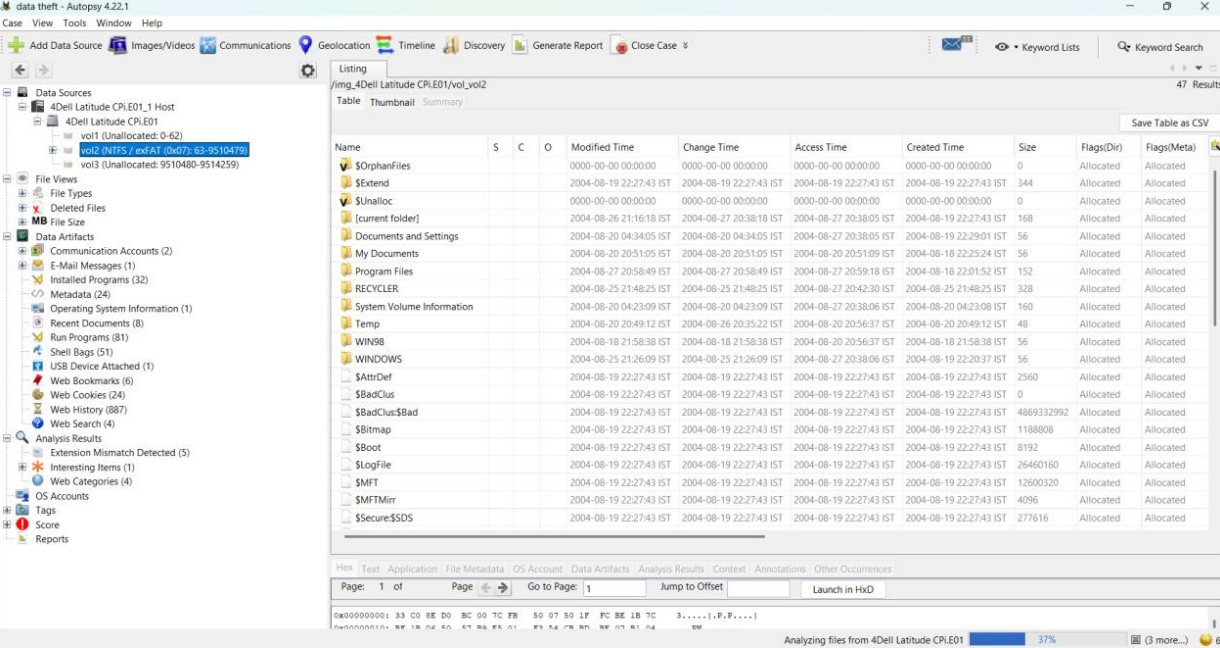 data theft - Autopsy 4.22.1
Case View Tools Window Help
Add Data Source Images/Videos Communications Geolocation Timeline Discovery Generate Report Close Case 11 Keyword Lists Keyword Search
Listing
/img_4Dell Latitude CPi.E01/vol_vol2 47 Results
Table Thumbnail Summary
Save Table as CSV
Data Sources
4Dell Latitude CPi.E01_1 Host
4Dell Latitude CPi.E01
vol1 (Unallocated: 0-62)
vol2 (NTFS / exFAT (0x07): 63-9510479)
vol3 (Unallocated: 9510480-9514259)
File Views
File Types
Deleted Files
MB File Size
Data Artifacts
Communication Accounts (2)
E-Mail Messages (1)
Installed Programs (32)
Metadata (24)
Operating System Information (1)
Recent Documents (8)
Run Programs (81)
Shell Bags (51)
USB Device Attached (1)
Web Bookmarks (6)
Web Cookies (24)
Web History (887)
Web Search (4)
Analysis Results
Extension Mismatch Detected (5)
Interesting Items (1)
Web Categories (4)
OS Accounts
Tags
Score
Reports
Name S C O Modified Time Change Time Access Time Created Time Size Flags(Dir) Flags(Meta)
$OrphanFiles 0000-00-00 00:00:00 0000-00-00 00:00:00 0000-00-00 00:00:00 0000-00-00 00:00:00 0 Allocated Allocated
$Extend 2004-08-19 22:27:43 IST 2004-08-19 22:27:43 IST 2004-08-19 22:27:43 IST 2004-08-19 22:27:43 IST 344 Allocated Allocated
$Unalloc 0000-00-00 00:00:00 0000-00-00 00:00:00 0000-00-00 00:00:00 0000-00-00 00:00:00 0 Allocated Allocated
[current folder] 2004-08-26 21:16:18 IST 2004-08-27 20:38:18 IST 2004-08-27 20:38:05 IST 2004-08-19 22:27:43 IST 168 Allocated Allocated
Documents and Settings 2004-08-20 04:34:05 IST 2004-08-20 04:34:05 IST 2004-08-27 20:38:05 IST 2004-08-19 22:29:01 IST 56 Allocated Allocated
My Documents 2004-08-20 20:51:05 IST 2004-08-20 20:51:05 IST 2004-08-20 20:51:09 IST 2004-08-18 22:25:24 IST 56 Allocated Allocated
Program Files 2004-08-27 20:58:49 IST 2004-08-27 20:58:49 IST 2004-08-27 20:59:18 IST 2004-08-18 22:01:52 IST 152 Allocated Allocated
RECYCLER 2004-08-25 21:48:25 IST 2004-08-25 21:48:25 IST 2004-08-27 20:42:30 IST 2004-08-25 21:48:25 IST 328 Allocated Allocated
System Volume Information 2004-08-20 04:23:09 IST 2004-08-20 04:23:09 IST 2004-08-27 20:38:06 IST 2004-08-20 04:23:08 IST 160 Allocated Allocated
Temp 2004-08-20 20:49:12 IST 2004-08-26 20:35:22 IST 2004-08-20 20:56:37 IST 2004-08-20 20:49:12 IST 48 Allocated Allocated
WIN98 2004-08-18 21:58:38 IST 2004-08-18 21:58:38 IST 2004-08-20 20:56:37 IST 2004-08-18 21:58:38 IST 56 Allocated Allocated
WINDOWS 2004-08-25 21:26:09 IST 2004-08-25 21:26:09 IST 2004-08-27 20:38:06 IST 2004-08-19 22:20:37 IST 56 Allocated Allocated
$AttrDef 2004-08-19 22:27:43 IST 2004-08-19 22:27:43 IST 2004-08-19 22:27:43 IST 2004-08-19 22:27:43 IST 2560 Allocated Allocated
$BadClus 2004-08-19 22:27:43 IST 2004-08-19 22:27:43 IST 2004-08-19 22:27:43 IST 2004-08-19 22:27:43 IST 0 Allocated Allocated
$BadClus:$Bad 2004-08-19 22:27:43 IST 2004-08-19 22:27:43 IST 2004-08-19 22:27:43 IST 2004-08-19 22:27:43 IST 4869332992 Allocated Allocated
$Bitmap 2004-08-19 22:27:43 IST 2004-08-19 22:27:43 IST 2004-08-19 22:27:43 IST 2004-08-19 22:27:43 IST 1188808 Allocated Allocated
$Boot 2004-08-19 22:27:43 IST 2004-08-19 22:27:43 IST 2004-08-19 22:27:43 IST 2004-08-19 22:27:43 IST 8192 Allocated Allocated
$LogFile 2004-08-19 22:27:43 IST 2004-08-19 22:27:43 IST 2004-08-19 22:27:43 IST 2004-08-19 22:27:43 IST 26460160 Allocated Allocated
$MFT 2004-08-19 22:27:43 IST 2004-08-19 22:27:43 IST 2004-08-19 22:27:43 IST 2004-08-19 22:27:43 IST 12600320 Allocated Allocated
$MFTMirr 2004-08-19 22:27:43 IST 2004-08-19 22:27:43 IST 2004-08-19 22:27:43 IST 2004-08-19 22:27:43 IST 4096 Allocated Allocated
$Secure:$SDS 2004-08-19 22:27:43 IST 2004-08-19 22:27:43 IST 2004-08-19 22:27:43 IST 2004-08-19 22:27:43 IST 277616 Allocated Allocated
Hex Text Application File Metadata OS Account Data Artifacts Analysis Results Context Annotations Other Occurrences
Page: 1 of Page Go to Page: 1 Jump to Offset Launch in HxD
0x00000000: 33 C0 8E D0 BC 00 7C FB 50 07 50 1F FC BE 1B 7C 3.....|.P.P....|
Analyzing files from 4Dell Latitude CPi.E01 37% (3 more...) 6